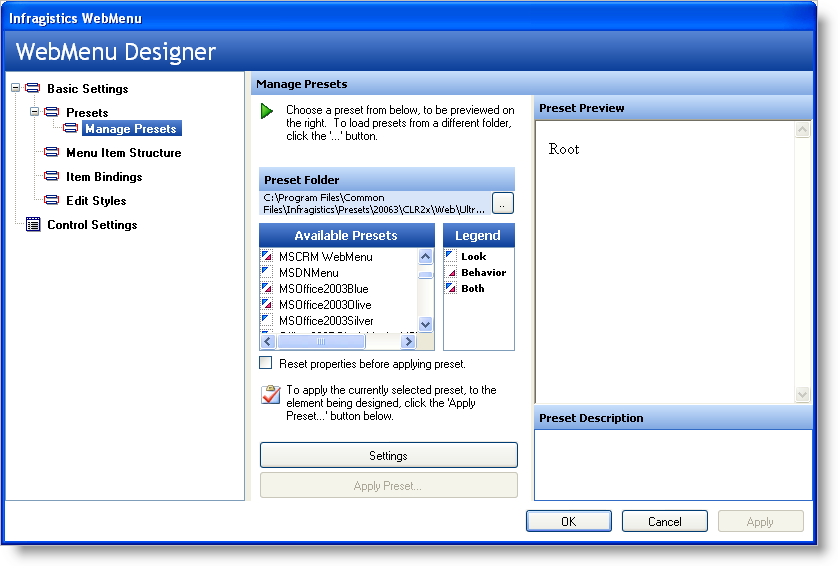 Infragistics WebMenu
WebMenu Designer
Basic Settings
Presets
Manage Presets
Menu Item Structure
Item Bindings
Edit Styles
Control Settings
Manage Presets
Choose a preset from below, to be previewed on
the right. To load presets from a different folder,
click the '...' button.
Preset Folder
C:\Program Files\Common
Files\Infragistics\Presets\20063\CLR2x\Web\Ultr...
..
Available Presets
MSCRM WebMenu
MSDNMenu
MSOffice2003Blue
MSOffice2003Olive
MSOffice2003Silver
Legend
Look
Behavior
Both
Reset properties before applying preset.
To apply the currently selected preset, to the
element being designed, click the 'Apply
Preset...' button below.
Settings
Apply Preset...
Preset Preview
Root
Preset Description
OK
Cancel
Apply